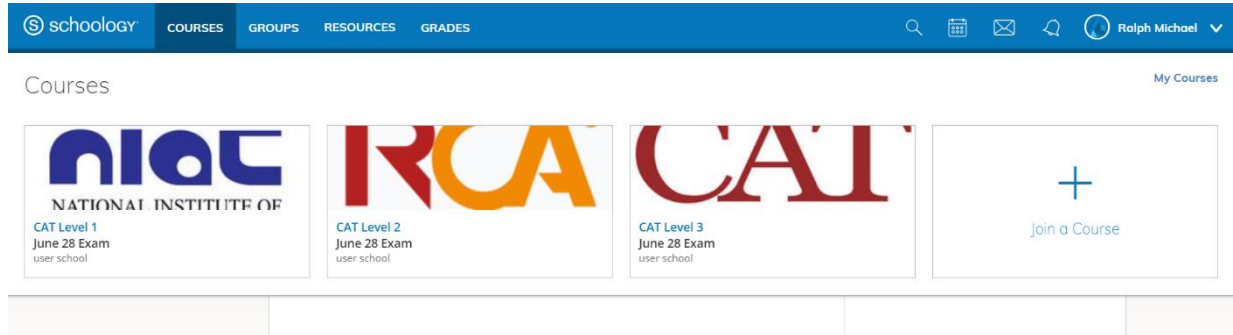 schoology COURSES GROUPS RESOURCES GRADES Ralph Michael
Courses
My Courses
niat
NATIONAL INSTITUTE OF
CAT Level 1
June 28 Exam
user school
RCA
CAT Level 2
June 28 Exam
user school
CAT
CAT Level 3
June 28 Exam
user school
Join a Course